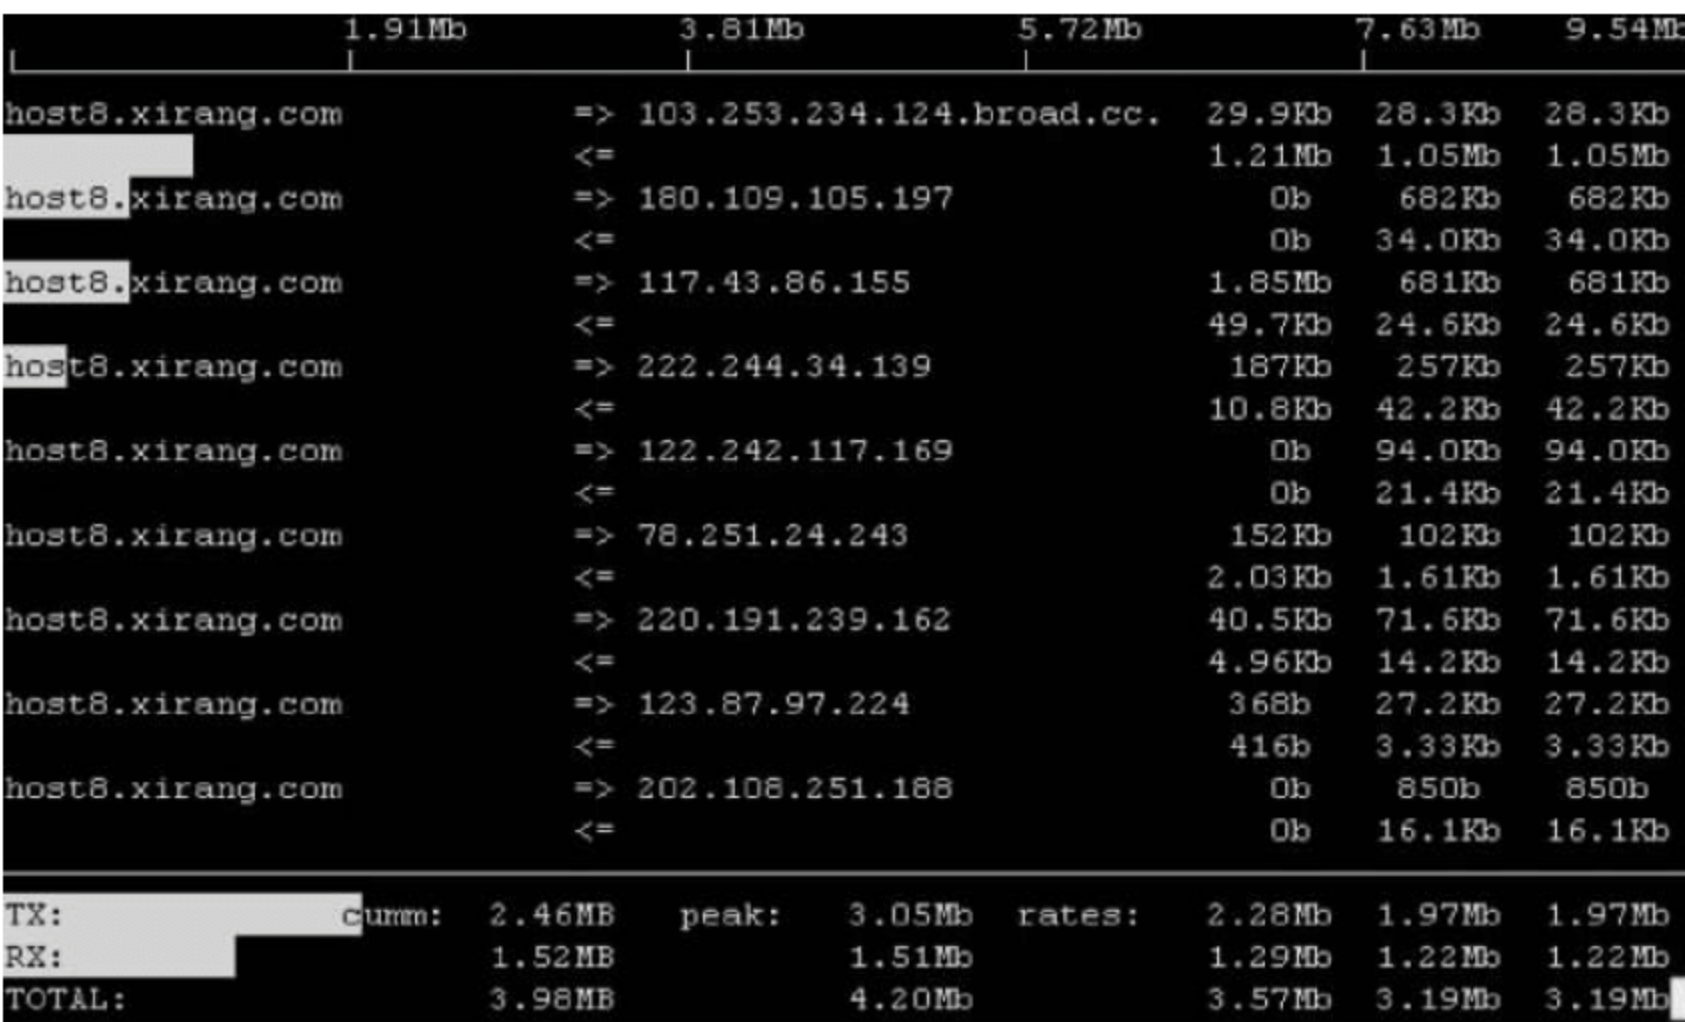 1.91Mb 3.81Mb 5.72Mb 7.63Mb 9.54Mb
host8.xirang.com => 103.253.234.124.broad.cc. 29.9Kb 28.3Kb 28.3Kb
<= 1.21Mb 1.05Mb 1.05Mb
host8.xirang.com => 180.109.105.197 0b 682Kb 682Kb
<= 0b 34.0Kb 34.0Kb
host8.xirang.com => 117.43.86.155 1.85Mb 681Kb 681Kb
<= 49.7Kb 24.6Kb 24.6Kb
host8.xirang.com => 222.244.34.139 187Kb 257Kb 257Kb
<= 10.8Kb 42.2Kb 42.2Kb
host8.xirang.com => 122.242.117.169 0b 94.0Kb 94.0Kb
<= 0b 21.4Kb 21.4Kb
host8.xirang.com => 78.251.24.243 152Kb 102Kb 102Kb
<= 2.03Kb 1.61Kb 1.61Kb
host8.xirang.com => 220.191.239.162 40.5Kb 71.6Kb 71.6Kb
<= 4.96Kb 14.2Kb 14.2Kb
host8.xirang.com => 123.87.97.224 368b 27.2Kb 27.2Kb
<= 416b 3.33Kb 3.33Kb
host8.xirang.com => 202.108.251.188 0b 850b 850b
<= 0b 16.1Kb 16.1Kb
TX: cumm: 2.46MB peak: 3.05Mb rates: 2.28Mb 1.97Mb 1.97Mb
RX: 1.52MB 1.51Mb 1.29Mb 1.22Mb 1.22Mb
TOTAL: 3.98MB 4.20Mb 3.57Mb 3.19Mb 3.19Mb